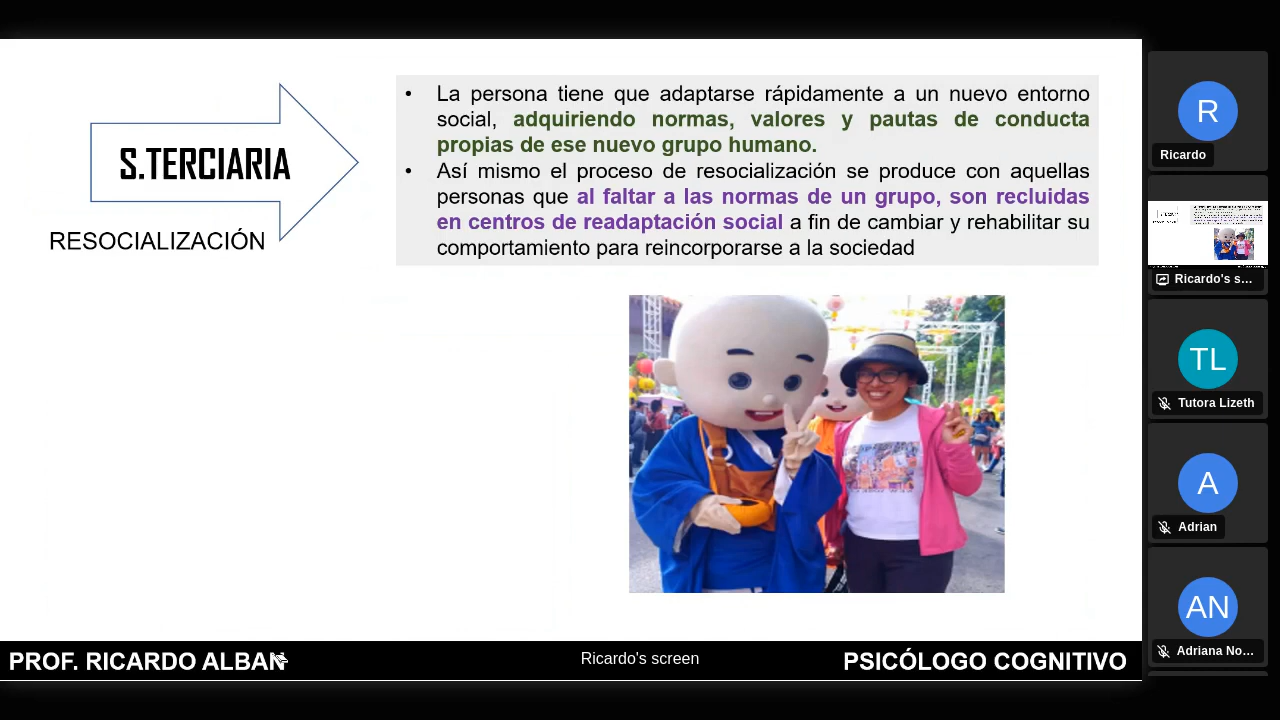 S.TERCIARIA
RESOCIALIZACIÓN
• La persona tiene que adaptarse rápidamente a un nuevo entorno
social, adquiriendo normas, valores y pautas de conducta
propias de ese nuevo grupo humano.
• Así mismo el proceso de resocialización se produce con aquellas
personas que al faltar a las normas de un grupo, son recluidas
en centros de readaptación social a fin de cambiar y rehabilitar su
comportamiento para reincorporarse a la sociedad
PROF. RICARDO ALBAN
Ricardo's screen
PSICÓLOGO COGNITIVO
R
Ricardo
Ricardo's s...
TL
Tutora Lizeth
A
Adrian
AN
Adriana No...